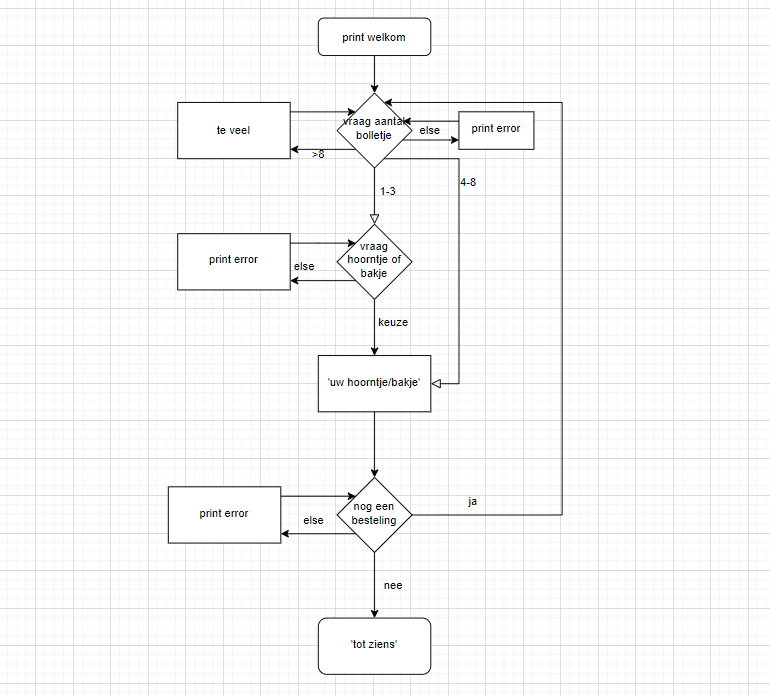 print welkom
te veel
vraag aantal
bolletje
else
print error
>8
4-8
1-3
print error
else
vraag
hoorntje of
bakje
keuze
'uw hoorntje/bakje'
print error
else
nog een
besteling
ja
nee
'tot ziens'